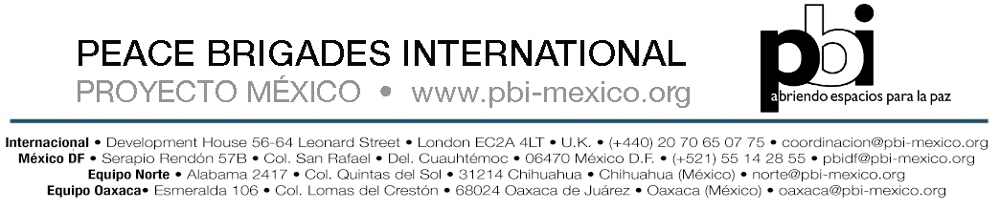 PEACE BRIGADES INTERNATIONAL
PROYECTO MÉXICO • www.pbi-mexico.org
pbi
abriendo espacios para la paz
Internacional • Development House 56-64 Leonard Street • London EC2A 4LT • U.K. • (+440) 20 70 65 07 75 • coordinacion@pbi-mexico.org
México DF • Serapio Rendón 57B • Col. San Rafael • Del. Cuauhtémoc • 06470 México D.F. • (+521) 55 14 28 55 • pbidf@pbi-mexico.org
Equipo Norte • Alabama 2417 • Col. Quintas del Sol • 31214 Chihuahua • Chihuahua (México) • norte@pbi-mexico.org
Equipo Oaxaca• Esmeralda 106 • Col. Lomas del Crestón • 68024 Oaxaca de Juárez • Oaxaca (México) • oaxaca@pbi-mexico.org